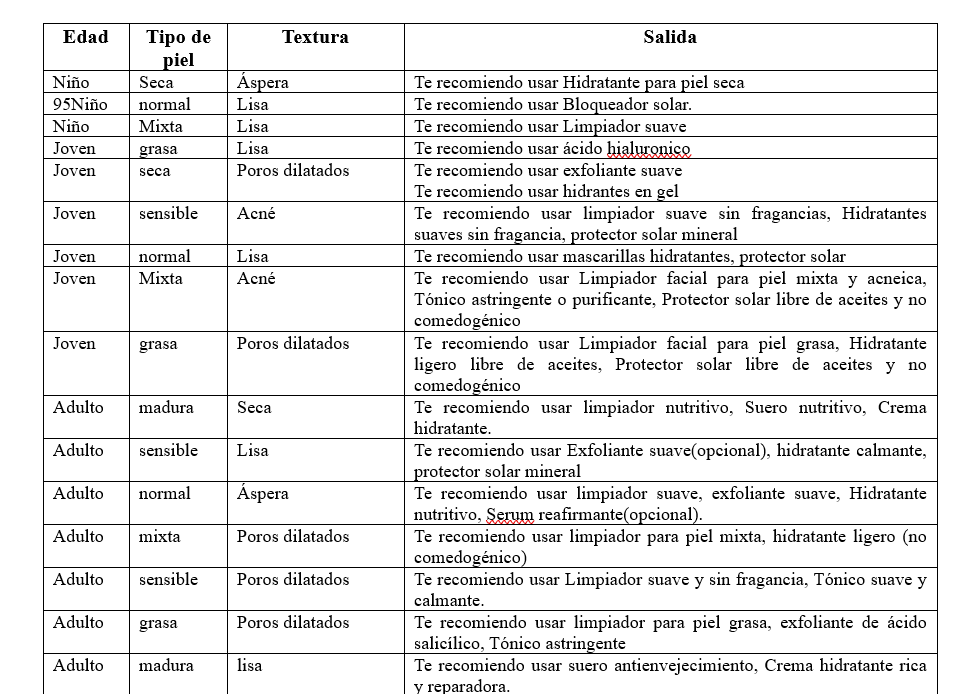 Edad Tipo de piel Textura Salida
Niño Seca Áspera Te recomiendo usar Hidratante para piel seca
95Niño normal Lisa Te recomiendo usar Bloqueador solar.
Niño Mixta Lisa Te recomiendo usar Limpiador suave
Joven grasa Lisa Te recomiendo usar ácido hialuronico
Joven seca Poros dilatados Te recomiendo usar exfoliante suave
Te recomiendo usar hidrantes en gel
Joven sensible Acné Te recomiendo usar limpiador suave sin fragancias, Hidratantes
suaves sin fragancia, protector solar mineral
Joven normal Lisa Te recomiendo usar mascarillas hidratantes, protector solar
Joven Mixta Acné Te recomiendo usar Limpiador facial para piel mixta y acneica,
Tónico astringente o purificante, Protector solar libre de aceites y no
comedogénico
Joven grasa Poros dilatados Te recomiendo usar Limpiador facial para piel grasa, Hidratante
ligero libre de aceites, Protector solar libre de aceites y no
comedogénico
Adulto madura Seca Te recomiendo usar limpiador nutritivo, Suero nutritivo, Crema
hidratante.
Adulto sensible Lisa Te recomiendo usar Exfoliante suave(opcional), hidratante calmante,
protector solar mineral
Adulto normal Áspera Te recomiendo usar limpiador suave, exfoliante suave, Hidratante
nutritivo, Serum reafirmante(opcional).
Adulto mixta Poros dilatados Te recomiendo usar limpiador para piel mixta, hidratante ligero (no
comedogénico)
Adulto sensible Poros dilatados Te recomiendo usar Limpiador suave y sin fragancia, Tónico suave y
calmante.
Adulto grasa Poros dilatados Te recomiendo usar limpiador para piel grasa, exfoliante de ácido
salicílico, Tónico astringente
Adulto madura lisa Te recomiendo usar suero antienvejecimiento, Crema hidratante rica
y reparadora.